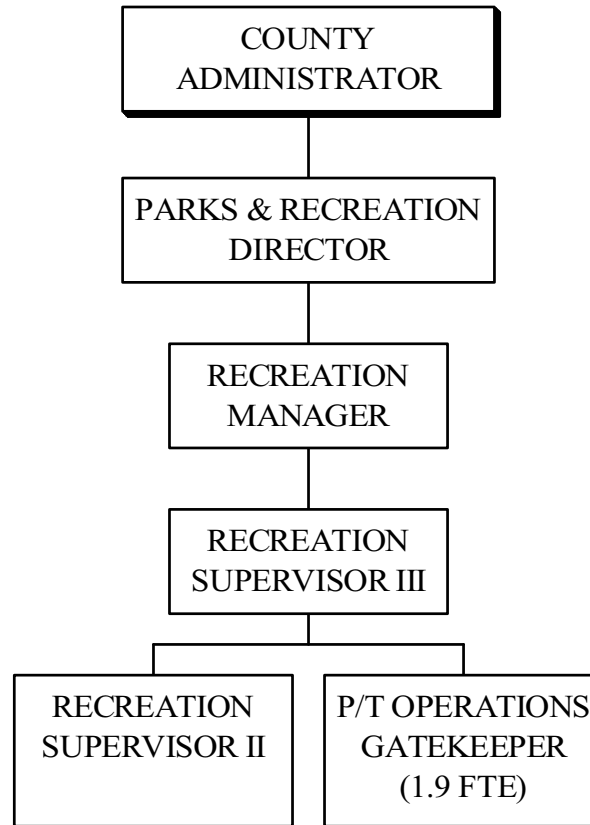 COUNTY
ADMINISTRATOR
PARKS & RECREATION
DIRECTOR
RECREATION
MANAGER
RECREATION
SUPERVISOR III
RECREATION
SUPERVISOR II
P/T OPERATIONS
GATEKEEPER
(1.9 FTE)